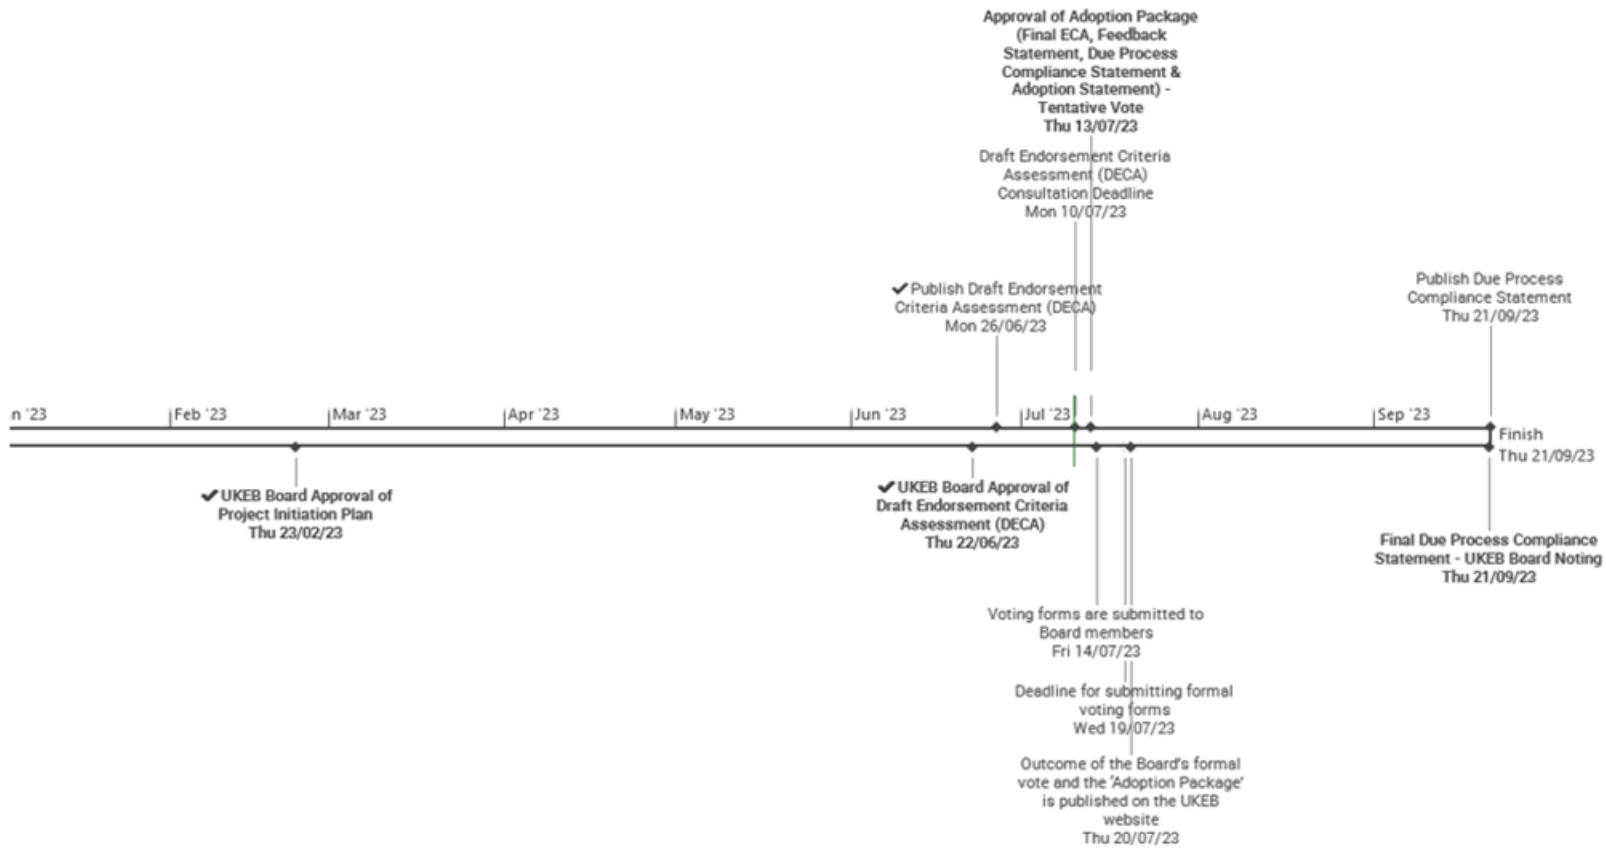 Approval of Adoption Package
(Final ECA, Feedback
Statement, Due Process
Compliance Statement &
Adoption Statement) -
Tentative Vote
Thu 13/07/23
Draft Endorsement Criteria
Assessment (DECA)
Consultation Deadline
Mon 10/07/23
✔Publish Draft Endorsement
Criteria Assessment (DECA)
Mon 26/06/23
Publish Due Process
Compliance Statement
Thu 21/09/23
n '23
Feb '23
Mar '23
Apr '23
May '23
Jun '23
Jul '23
Aug '23
Sep '23
Finish
Thu 21/09/23
✔UKEB Board Approval of
Project Initiation Plan
Thu 23/02/23
✔UKEB Board Approval of
Draft Endorsement Criteria
Assessment (DECA)
Thu 22/06/23
Final Due Process Compliance
Statement - UKEB Board Noting
Thu 21/09/23
Voting forms are submitted to
Board members
Fri 14/07/23
Deadline for submitting formal
voting forms
Wed 19/07/23
Outcome of the Board's formal
vote and the 'Adoption Package'
is published on the UKEB
website
Thu 20/07/23